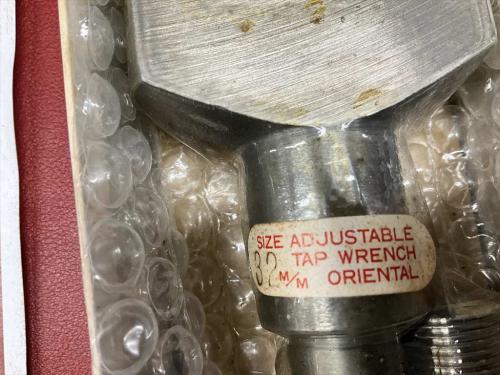 SIZE ADJUSTABLE
32 TAP WRENCH
M/M ORIENTAL